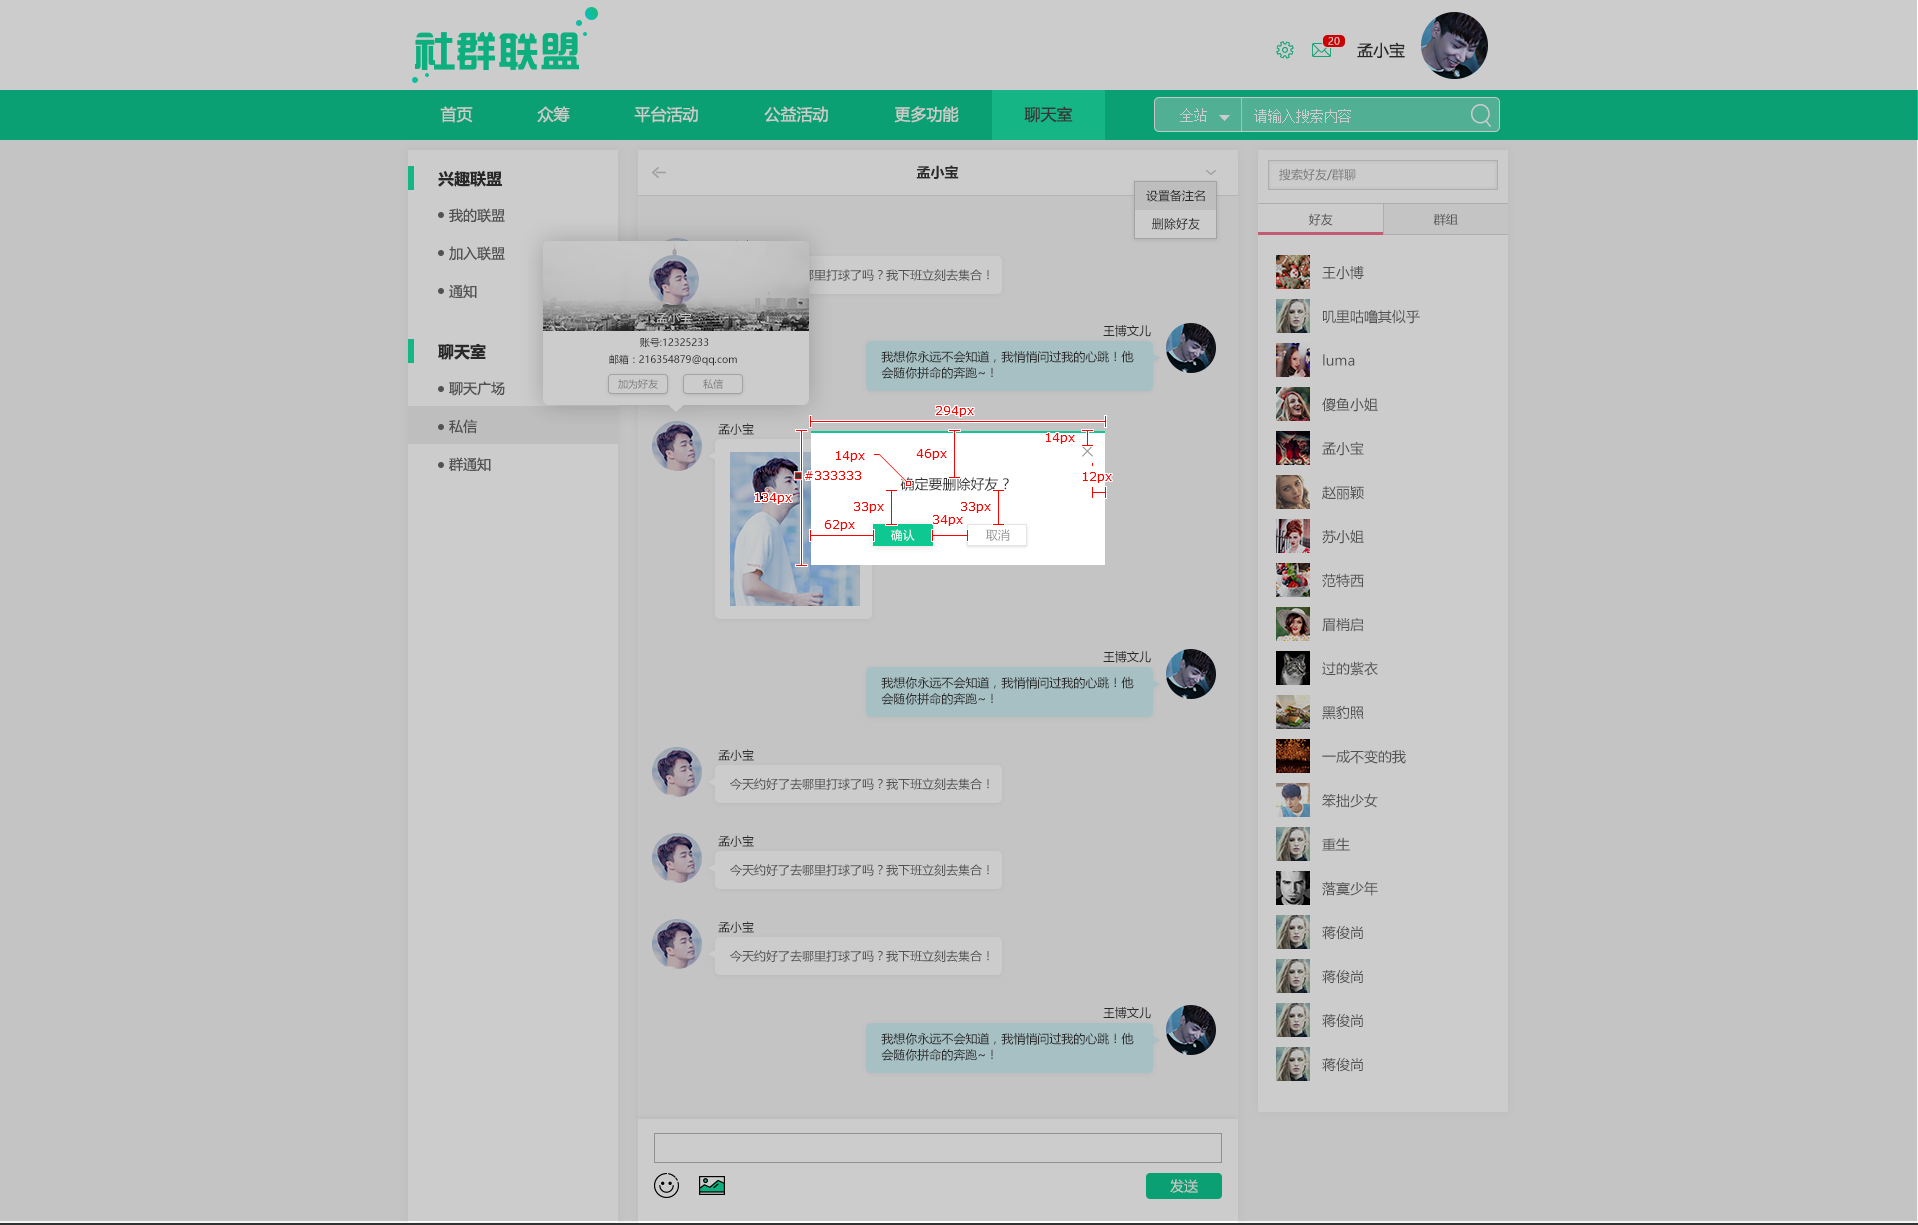 社群联盟
20
孟小宝
首页
众筹
平台活动
公益活动
更多功能
聊天室
全站
请输入搜索内容
兴趣联盟
我的联盟
加入联盟
通知
聊天室
聊天广场
私信
群通知
孟小宝
设置备注名
删除好友
哪里打球了吗？我下班立刻去集合！
孟小宝
账号:12325233
邮箱：216354879@qq.com
加为好友
私信
王博文儿
我想你永远不会知道，我悄悄问过我的心跳！他
会随你拼命的奔跑~！
孟小宝
294px
14px
46px
14px
#333333
134px
12px
确定要删除好友？
33px
33px
62px
34px
确认
取消
王博文儿
我想你永远不会知道，我悄悄问过我的心跳！他
会随你拼命的奔跑~！
孟小宝
今天约好了去哪里打球了吗？我下班立刻去集合！
孟小宝
今天约好了去哪里打球了吗？我下班立刻去集合！
孟小宝
今天约好了去哪里打球了吗？我下班立刻去集合！
王博文儿
我想你永远不会知道，我悄悄问过我的心跳！他
会随你拼命的奔跑~！
发送
搜索好友/群聊
好友
群组
王小博
叽里咕噜其似乎
luma
傻鱼小姐
孟小宝
赵丽颖
苏小姐
范特西
眉梢启
过的紫衣
黑豹照
一成不变的我
笨拙少女
重生
落寞少年
蒋俊尚
蒋俊尚
蒋俊尚
蒋俊尚